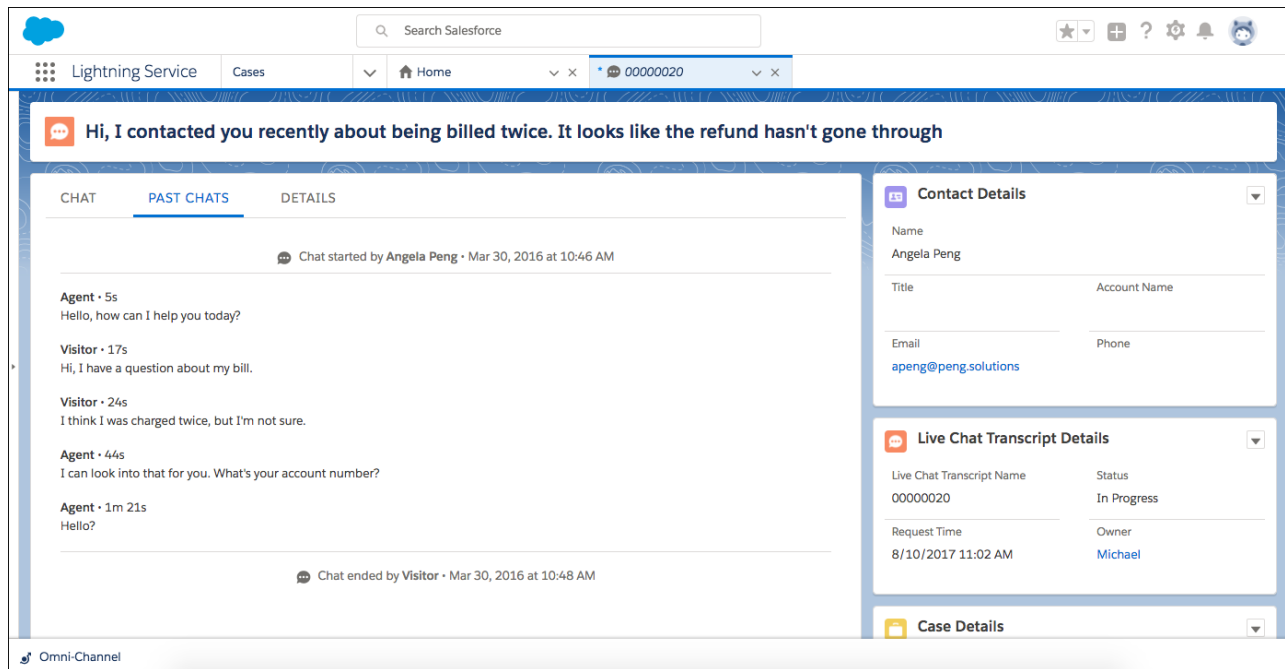 Search Salesforce
Lightning Service
Cases
Home
* 00000020
Hi, I contacted you recently about being billed twice. It looks like the refund hasn't gone through
CHAT
PAST CHATS
DETAILS
Chat started by Angela Peng • Mar 30, 2016 at 10:46 AM
Agent • 5s
Hello, how can I help you today?
Visitor • 17s
Hi, I have a question about my bill.
Visitor • 24s
I think I was charged twice, but I'm not sure.
Agent • 44s
I can look into that for you. What's your account number?
Agent • 1m 21s
Hello?
Chat ended by Visitor • Mar 30, 2016 at 10:48 AM
Contact Details
Name
Angela Peng
Title
Account Name
Email
Phone
apeng@peng.solutions
Live Chat Transcript Details
Live Chat Transcript Name
Status
00000020
In Progress
Request Time
Owner
8/10/2017 11:02 AM
Michael
Case Details
Omni-Channel